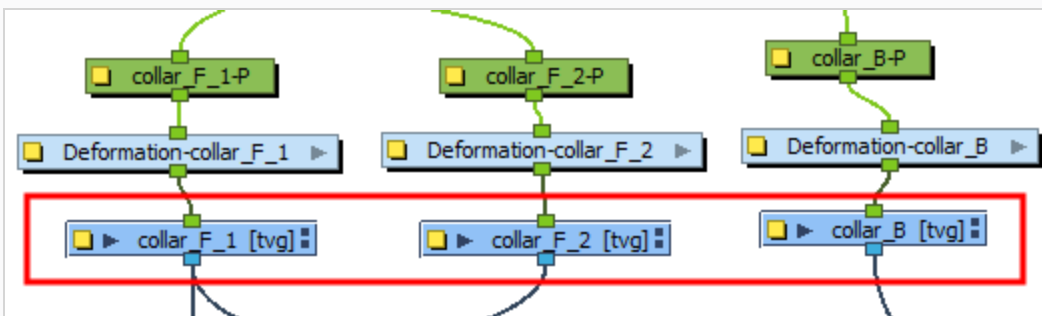 collar_F_1-P
collar_F_2-P
collar_B-P
Deformation-collar_F_1
Deformation-collar_F_2
Deformation-collar_B
collar_F_1 [tvg]
collar_F_2 [tvg]
collar_B [tvg]